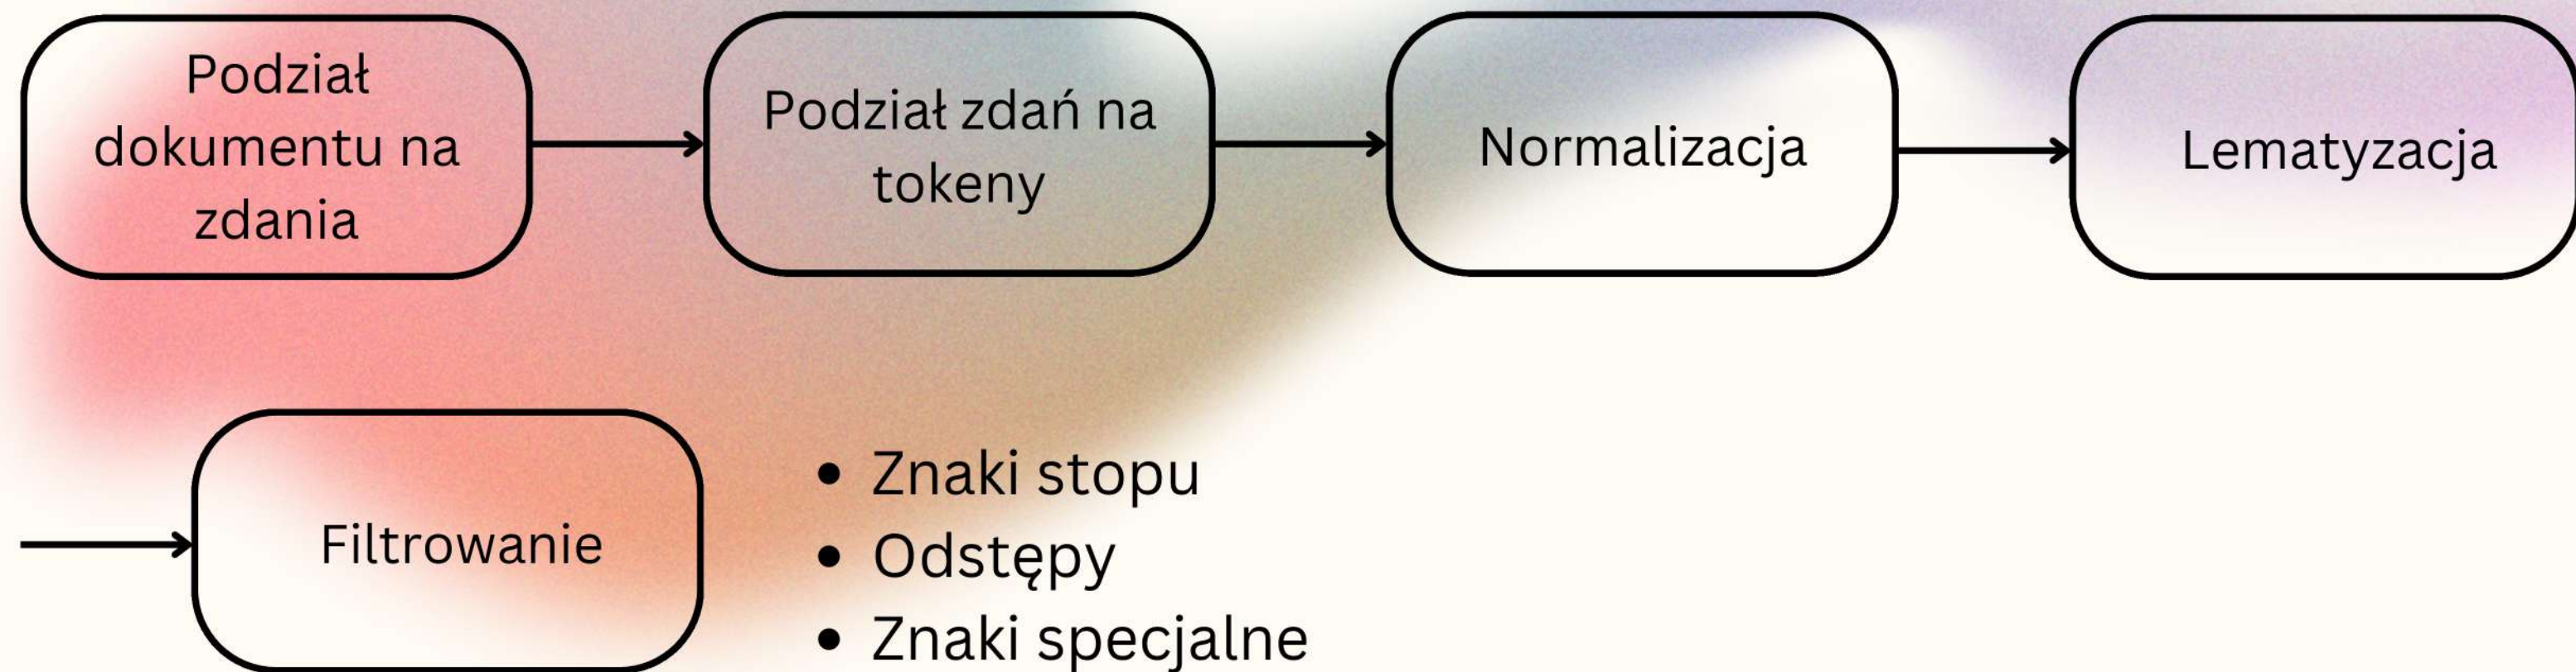 Podział
dokumentu na
zdania
Podział zdań na
tokeny
Normalizacja
Lematyzacja
Filtrowanie
• Znaki stopu
• Odstępy
• Znaki specjalne